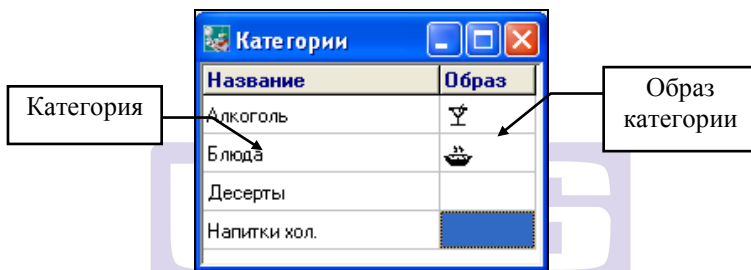 Категории
Название Образ
Категория
Алкоголь
Блюда
Десерты
Напитки хол.
Образ
категории